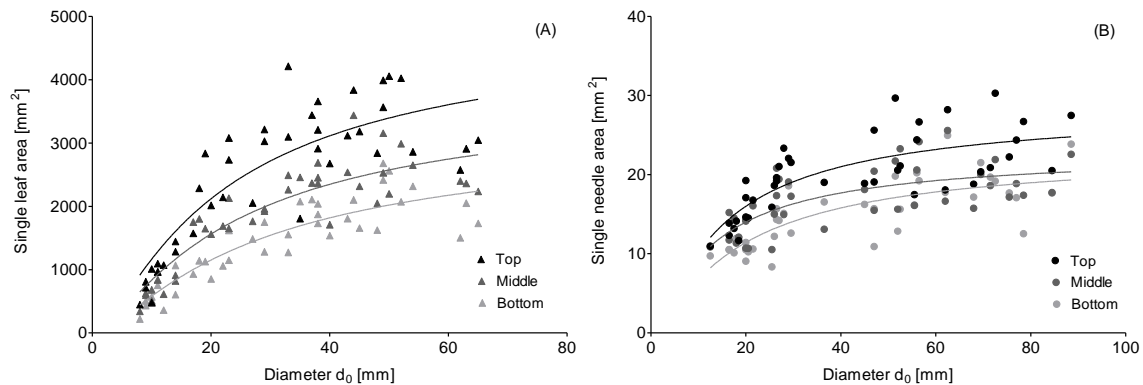 (A)
Single leaf area [mm²]
5000
4000
3000
2000
1000
0
Top
Middle
Bottom
0 20 40 60 80
Diameter d₀ [mm]
(B)
Single needle area [mm²]
40
30
20
10
0
Top
Middle
Bottom
0 20 40 60 80 100
Diameter d₀ [mm]